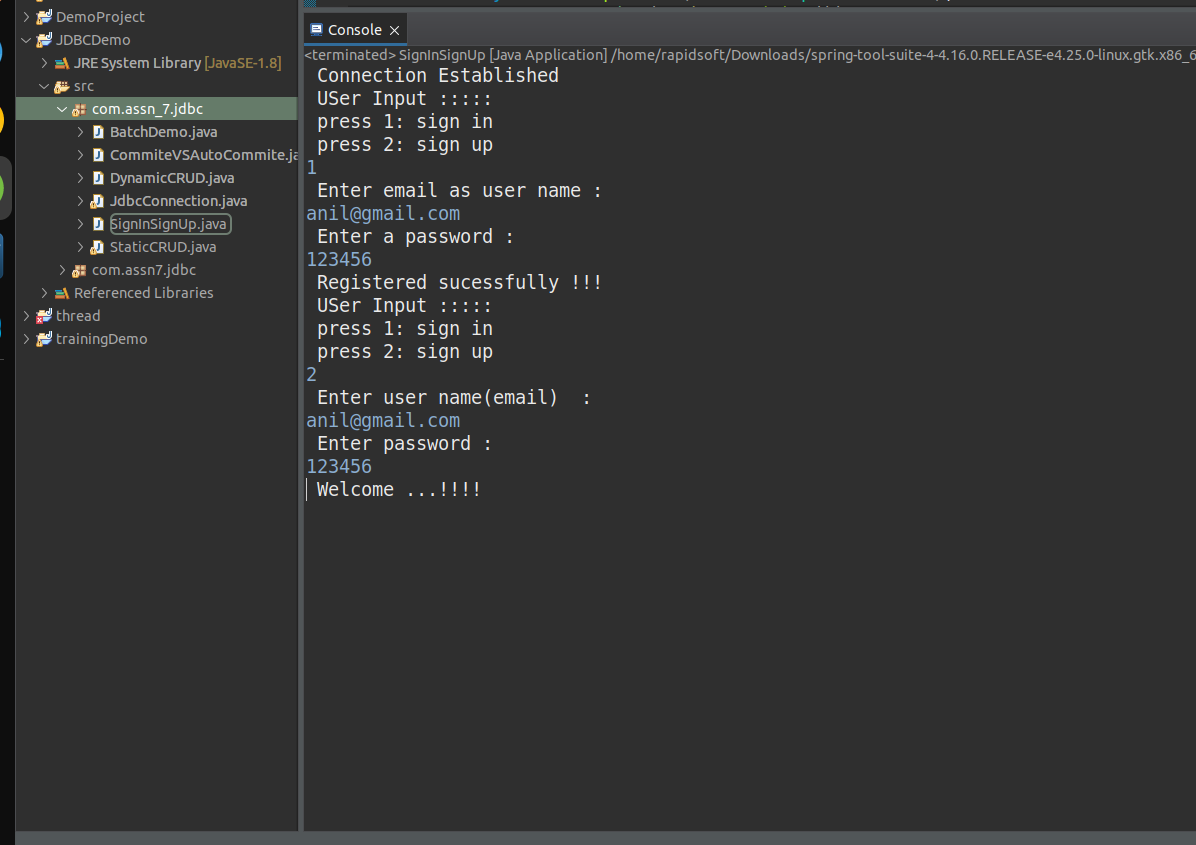 DemoProject
JDBCDemo
JRE System Library [JavaSE-1.8]
src
com.assn_7.jdbc
BatchDemo.java
CommiteVSAutoCommite.ja
DynamicCRUD.java
JdbcConnection.java
SignInSignUp.java
StaticCRUD.java
com.assn7.jdbc
Referenced Libraries
thread
trainingDemo
Console
<terminated> SignInSignUp [Java Application] /home/rapidsoft/Downloads/spring-tool-suite-4-4.16.0.RELEASE-e4.25.0-linux.gtk.x86_6
Connection Established
USer Input :::::
press 1: sign in
press 2: sign up
1
Enter email as user name :
anil@gmail.com
Enter a password :
123456
Registered sucessfully !!!
USer Input :::::
press 1: sign in
press 2: sign up
2
Enter user name(email)  :
anil@gmail.com
Enter password :
123456
Welcome ...!!!!